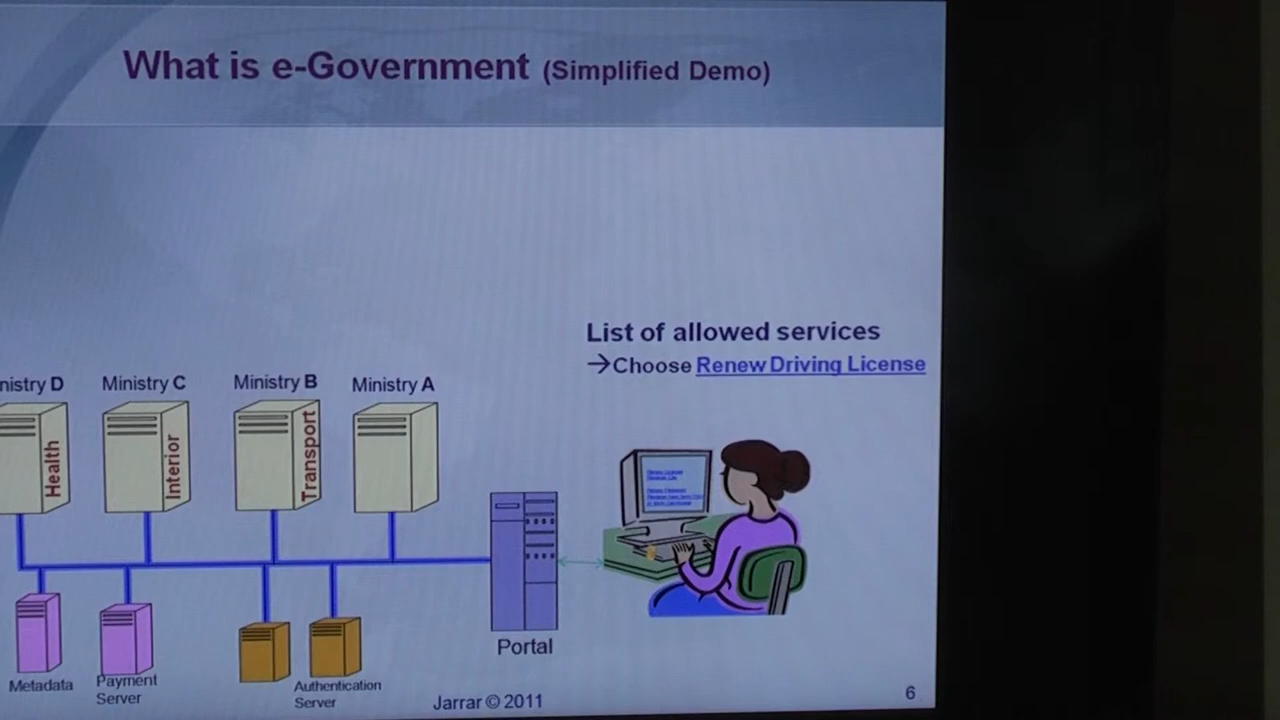 What is e-Government (Simplified Demo)
List of allowed services
→Choose Renew Driving License
nistry D
Ministry C
Ministry B
Ministry A
Health
Interior
Transport
Portal
Metadata
Payment
Server
Authentication
Server
Jarrar © 2011
6